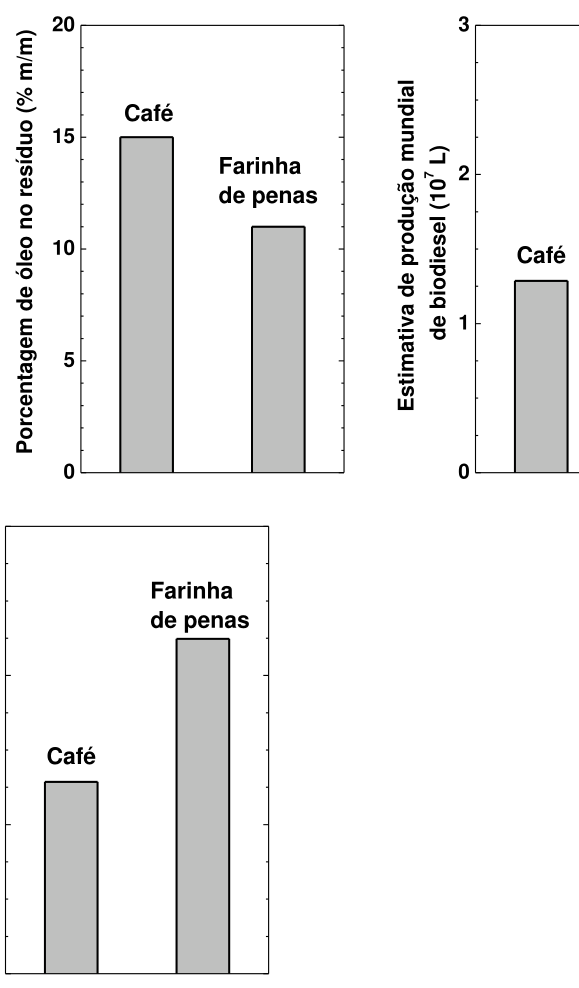 Porcentagem de óleo no resíduo (% m/m)
20
15
10
5
0
Café
Farinha
de penas
Estimativa de produção mundial
de biodiesel (10⁷ L)
3
2
1
0
Café
Farinha
de penas
Café